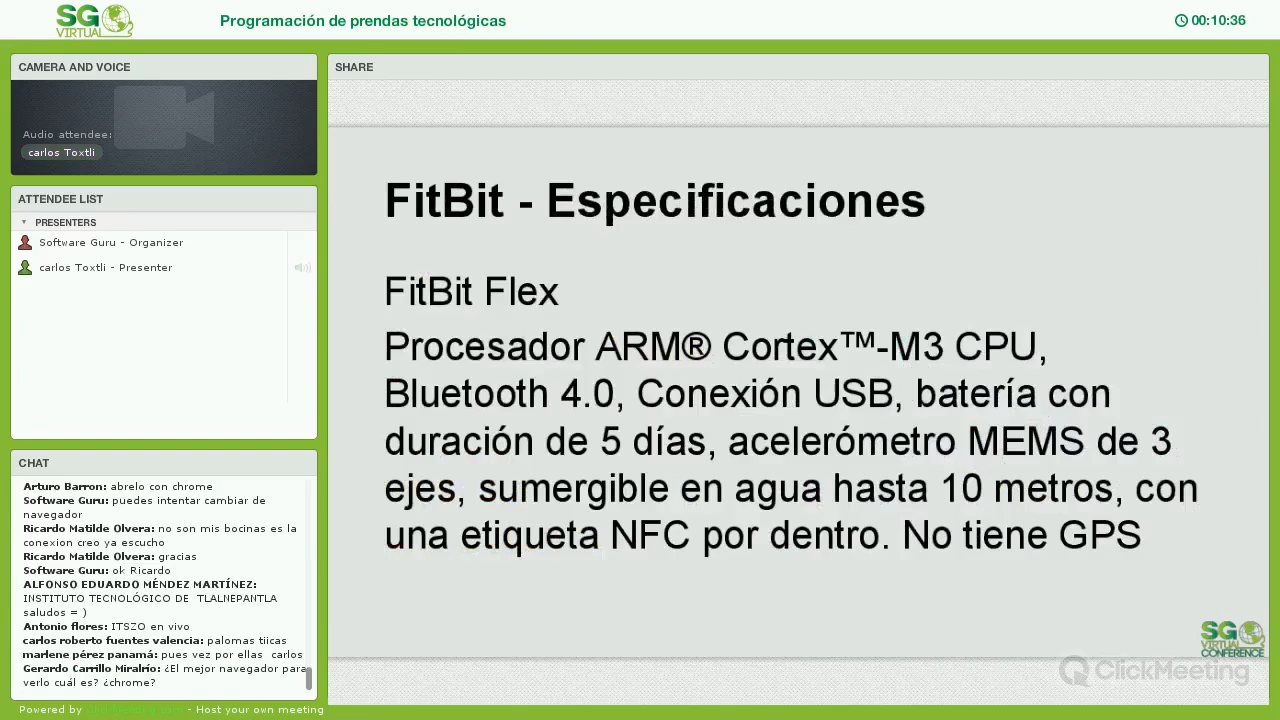 SG
VIRTUAL
Programación de prendas tecnológicas
00:10:36
CAMERA AND VOICE
Audio attendee:
carlos Toxtli
ATTENDEE LIST
PRESENTERS
Software Guru - Organizer
carlos Toxtli - Presenter
CHAT
Arturo Barron: abrelo con chrome
Software Guru: puedes intentar cambiar de
navegador
Ricardo Matilde Olvera: no son mis bocinas es la
conexion creo ya escucho
Ricardo Matilde Olvera: gracias
Software Guru: ok Ricardo
ALFONSO EDUARDO MÉNDEZ MARTÍNEZ:
INSTITUTO TECNOLÓGICO DE TLALNEPANTLA
saludos = )
Antonio flores: ITSZO en vivo
carlos roberto fuentes valencia: palomas tiicas
marlene pérez panamá: pues vez por ellas carlos
Gerardo Carrillo Miralrío: ¿El mejor navegador para
verlo cuál es? ¿chrome?
Powered by ClickMeeting.com - Host your own meeting
SHARE
FitBit - Especificaciones
FitBit Flex
Procesador ARM® Cortex™-M3 CPU,
Bluetooth 4.0, Conexión USB, batería con
duración de 5 días, acelerómetro MEMS de 3
ejes, sumergible en agua hasta 10 metros, con
una etiqueta NFC por dentro. No tiene GPS
SG
VIRTUAL
CONFERENCE
ClickMeeting